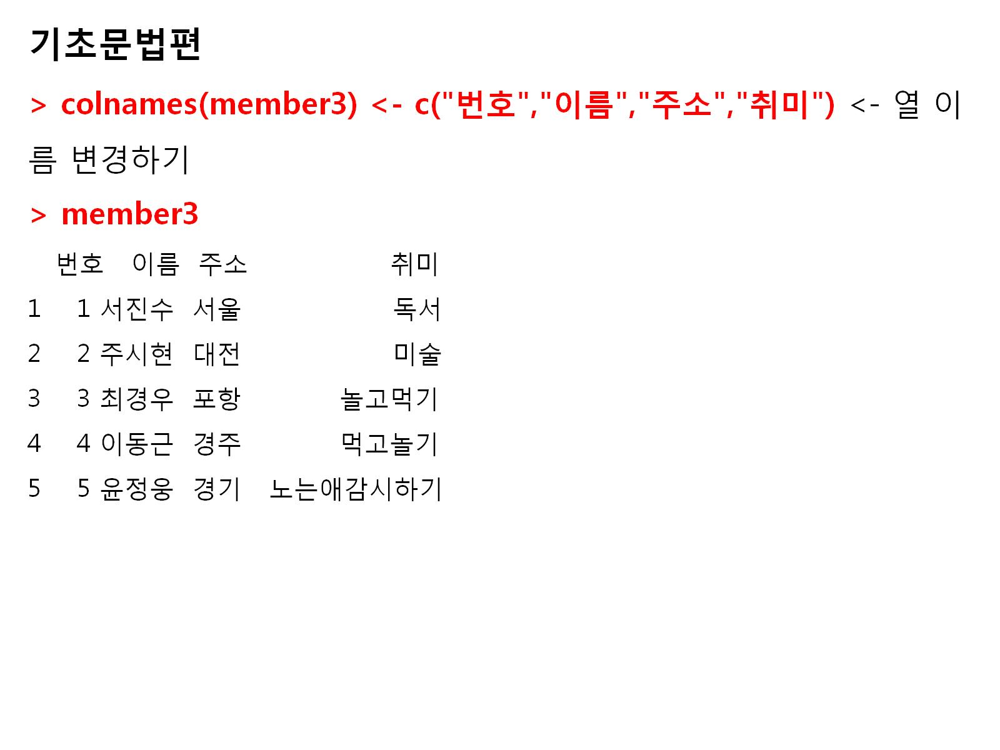 기초문법편
> colnames(member3) <- c("번호","이름","주소","취미") <- 열 이
름 변경하기
> member3
번호 이름 주소 취미
1 1 서진수 서울 독서
2 2 주시현 대전 미술
3 3 최경우 포항 놀고먹기
4 4 이동근 경주 먹고놀기
5 5 윤정웅 경기 노는애감시하기